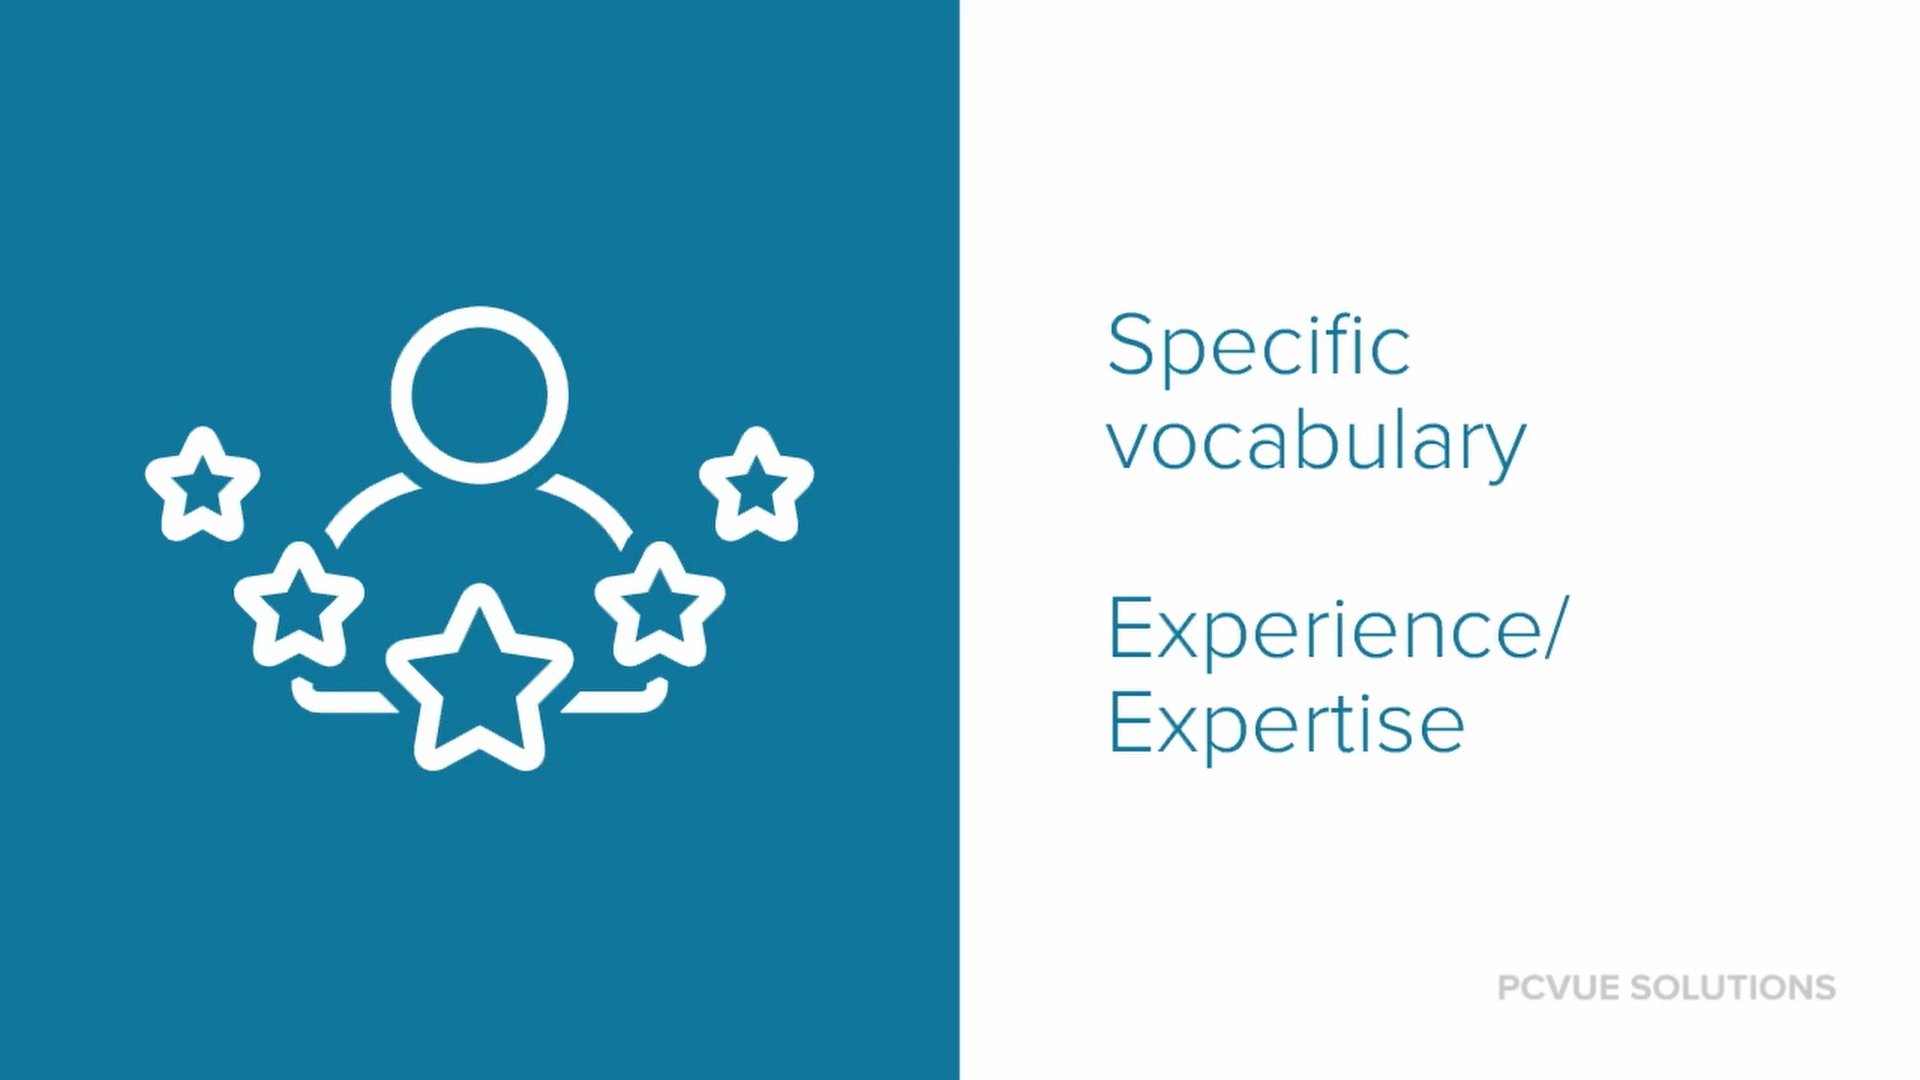 Specific
vocabulary
Experience/
Expertise
PCVUE SOLUTIONS